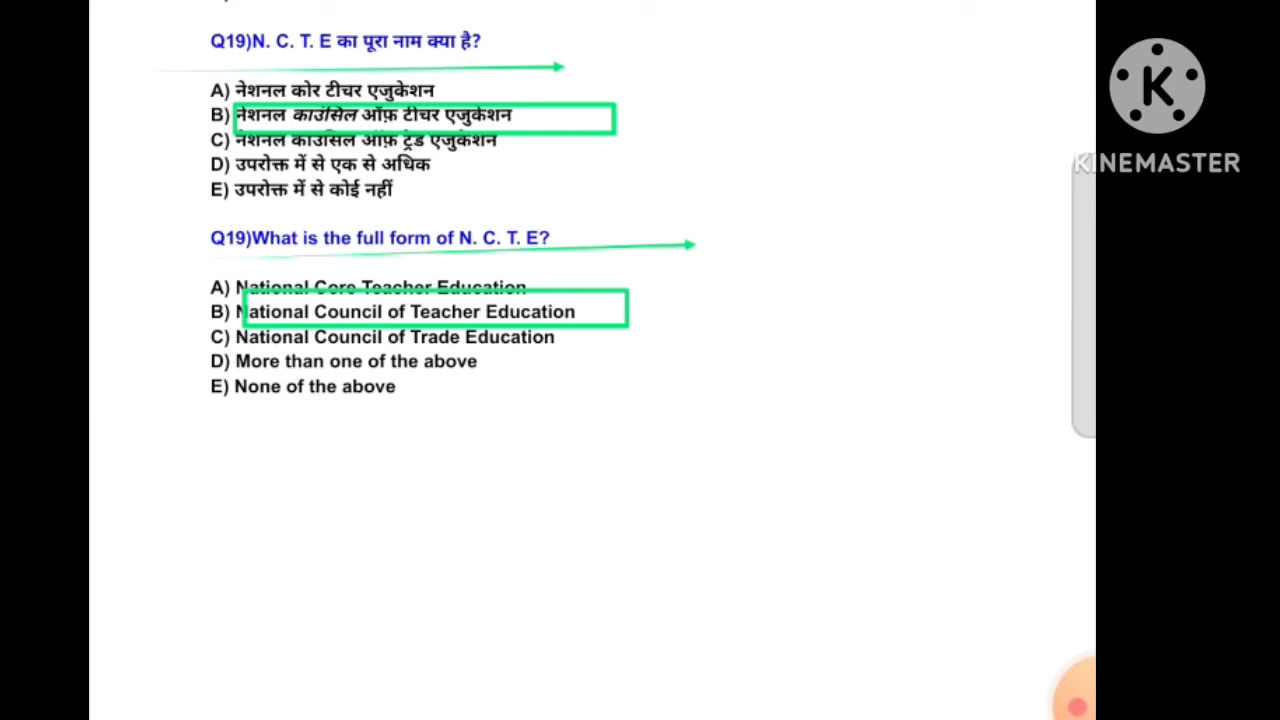 Q19)N. C. T. E का पूरा नाम क्या है?
A) नेशनल कोर टीचर एजुकेशन
B) नेशनल काउंसिल ऑफ़ टीचर एजुकेशन
C) नेशनल काउंसिल ऑफ़ ट्रेड एजुकेशन
D) उपरोक्त में से एक से अधिक
E) उपरोक्त में से कोई नहीं
Q19)What is the full form of N. C. T. E?
A) National Core Teacher Education
B) National Council of Teacher Education
C) National Council of Trade Education
D) More than one of the above
E) None of the above
K
KINEMASTER